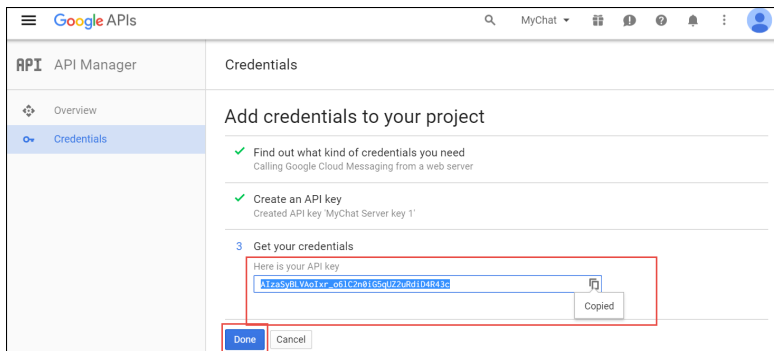 Google APIs
MyChat
API API Manager
Credentials
Overview
Credentials
Add credentials to your project
Find out what kind of credentials you need
Calling Google Cloud Messaging from a web server
Create an API key
Created API key 'MyChat Server key 1'
3 Get your credentials
Here is your API key
AIzaSyBLVAoIxr_o6lC2n0iG5qUZ2uRdiD4R43c
Copied
Done
Cancel